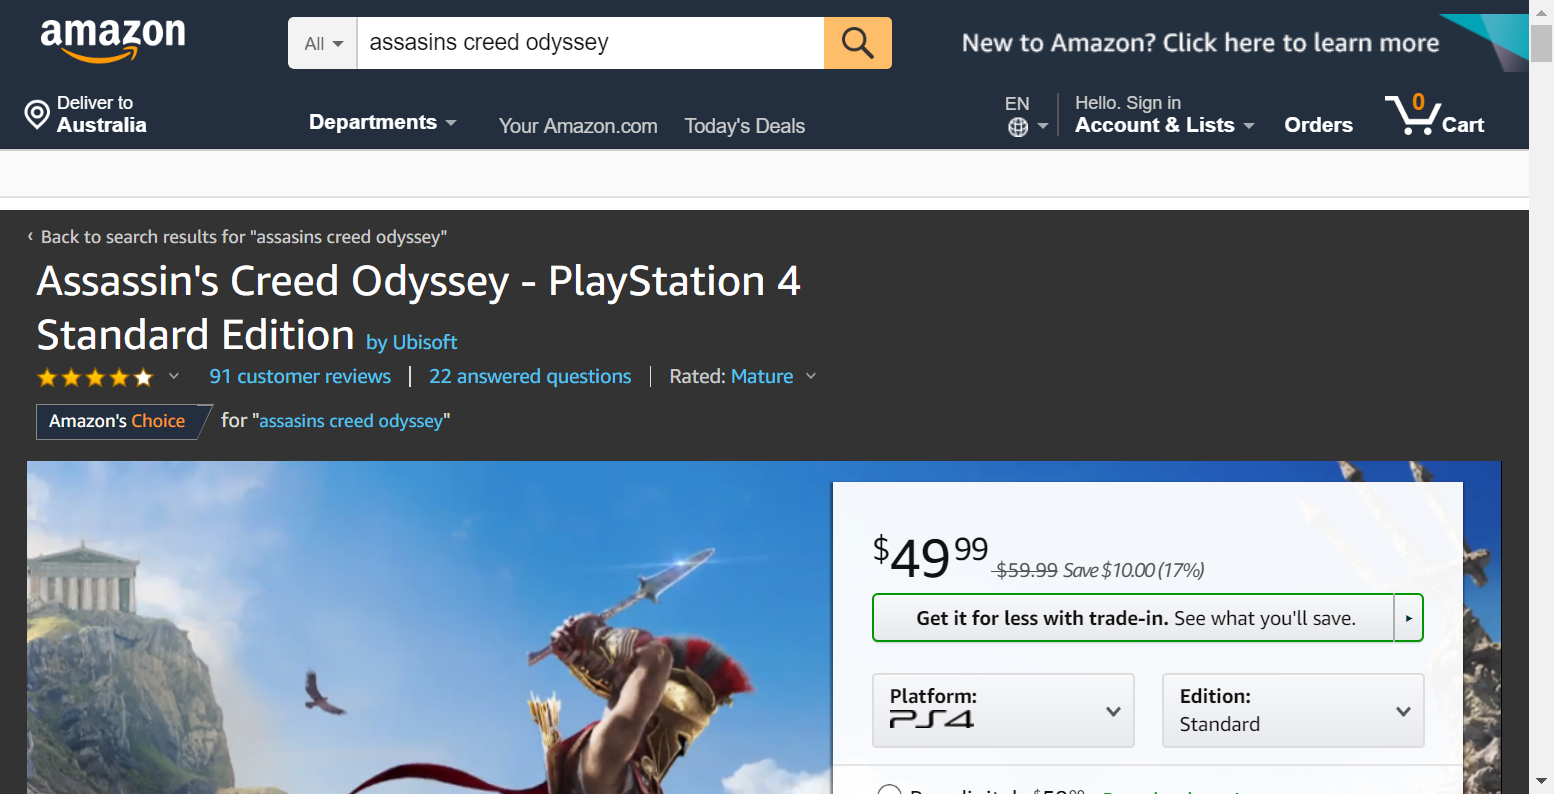 amazon
All
assasins creed odyssey
New to Amazon? Click here to learn more
Deliver to
Australia
Departments
Your Amazon.com
Today's Deals
EN
Hello. Sign in
Account & Lists
Orders
0
Cart
‹ Back to search results for "assasins creed odyssey"
Assassin's Creed Odyssey - PlayStation 4
Standard Edition by Ubisoft
91 customer reviews | 22 answered questions | Rated: Mature
Amazon's Choice for "assasins creed odyssey"
$49 99 $59.99 Save $10.00 (17%)
Get it for less with trade-in. See what you'll save.
Platform:
PS4
Edition:
Standard